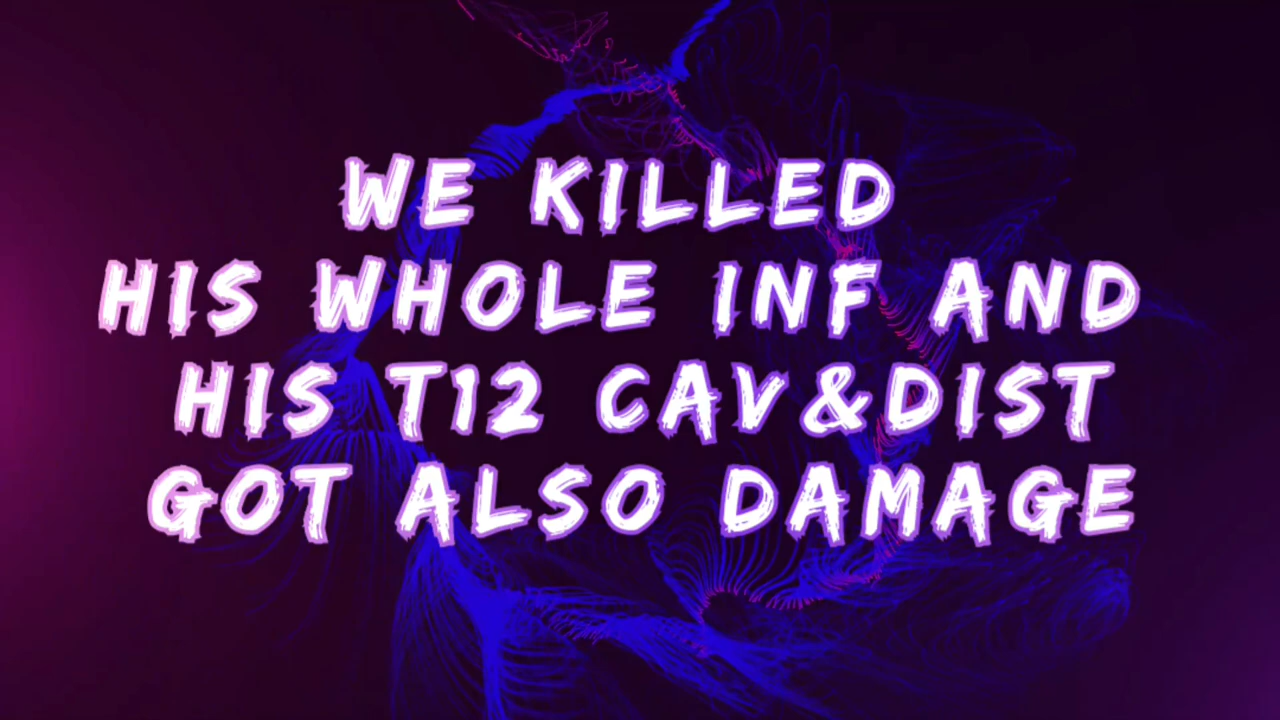 WE KILLED
HIS WHOLE INF AND
HIS T12 CAV&DIST
GOT ALSO DAMAGE